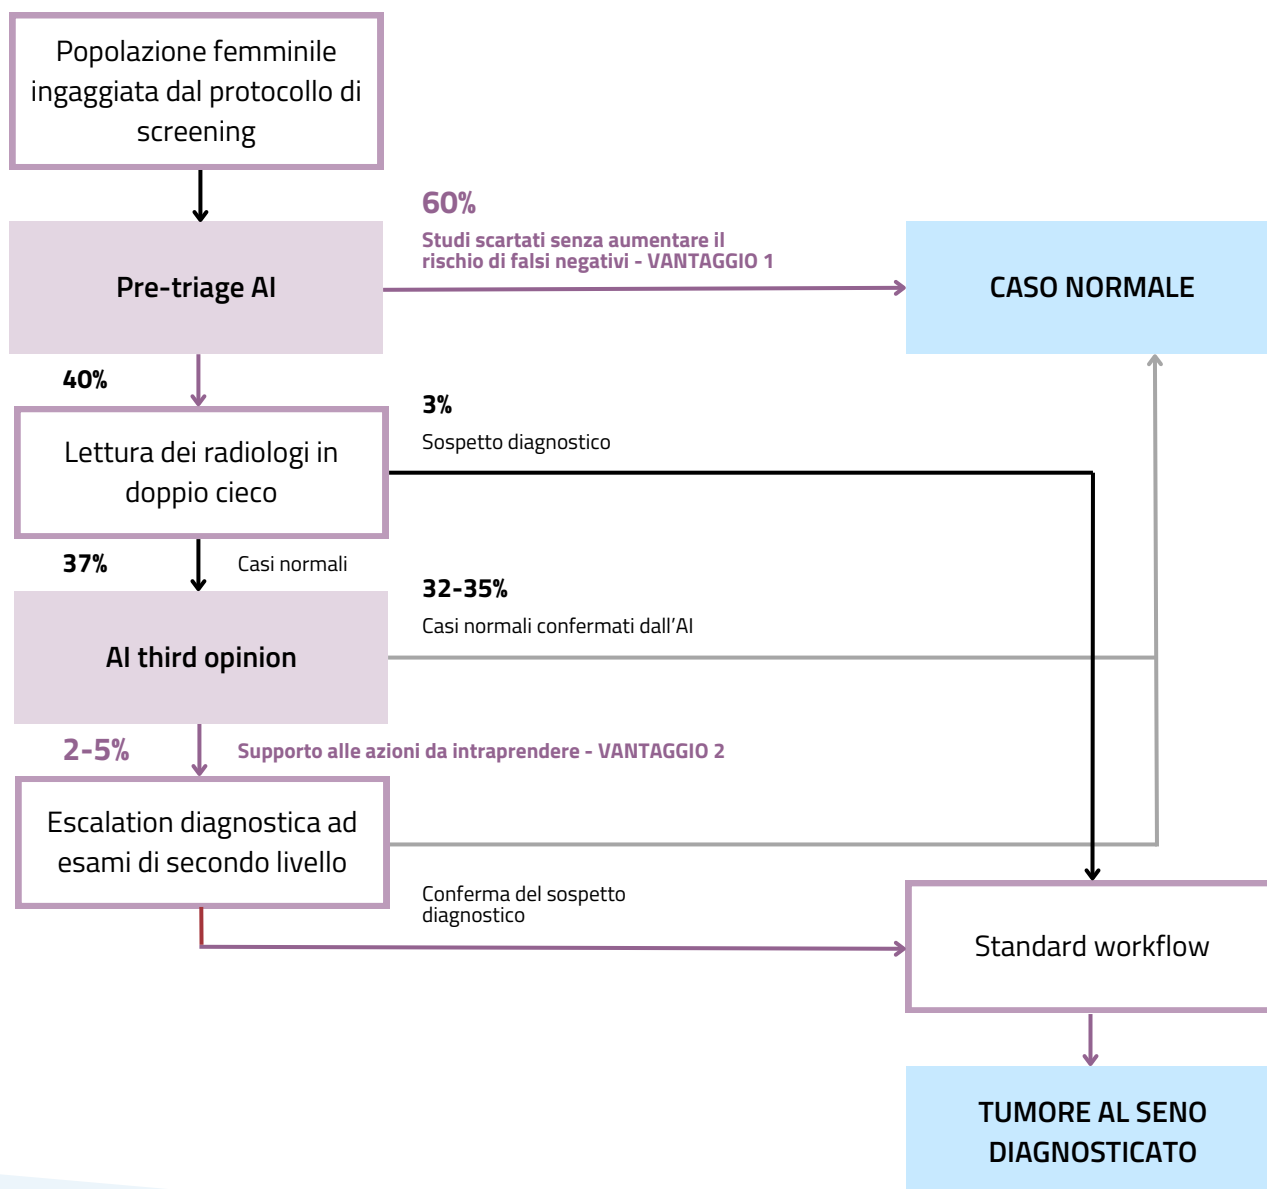 Popolazione femminile
ingaggiata dal protocollo di
screening
60%
Studi scartati senza aumentare il
rischio di falsi negativi - VANTAGGIO 1
Pre-triage AI
CASO NORMALE
40%
3%
Sospetto diagnostico
Lettura dei radiologi in
doppio cieco
37%
Casi normali
32-35%
Casi normali confermati dall'AI
AI third opinion
2-5%
Supporto alle azioni da intraprendere - VANTAGGIO 2
Escalation diagnostica ad
esami di secondo livello
Conferma del sospetto
diagnostico
Standard workflow
TUMORE AL SENO
DIAGNOSTICATO